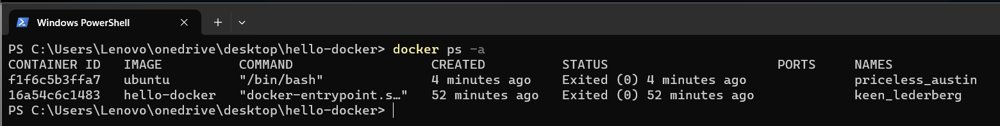 Windows PowerShell
PS C:\Users\Lenovo\onedrive\desktop\hello-docker> docker ps -a
CONTAINER ID   IMAGE          COMMAND                  CREATED          STATUS                      PORTS     NAMES
f1f6c5b3ffa7   ubuntu         "/bin/bash"              4 minutes ago    Exited (0) 4 minutes ago              priceless_austin
16a54c6c1483   hello-docker   "docker-entrypoint.s…"   52 minutes ago   Exited (0) 52 minutes ago             keen_lederberg
PS C:\Users\Lenovo\onedrive\desktop\hello-docker>